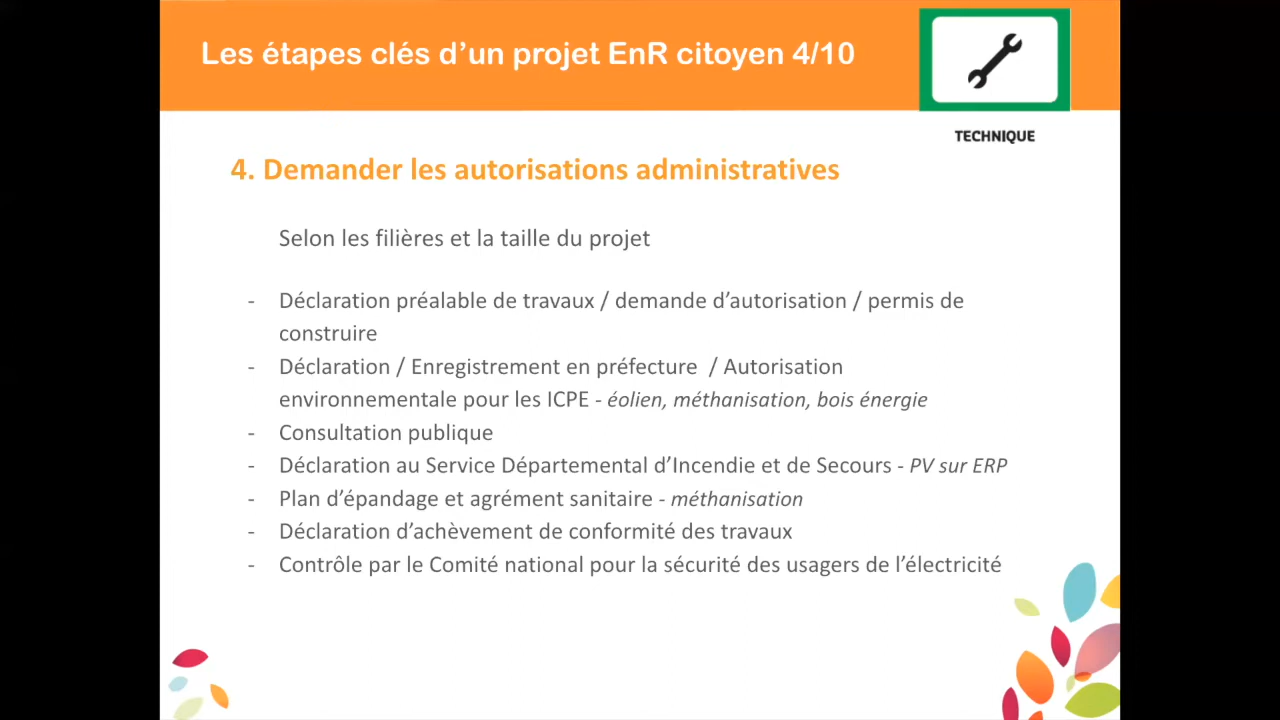 Les étapes clés d’un projet EnR citoyen 4/10
TECHNIQUE
4. Demander les autorisations administratives
Selon les filières et la taille du projet
- Déclaration préalable de travaux / demande d’autorisation / permis de
construire
- Déclaration / Enregistrement en préfecture / Autorisation
environnementale pour les ICPE - éolien, méthanisation, bois énergie
- Consultation publique
- Déclaration au Service Départemental d’Incendie et de Secours - PV sur ERP
- Plan d’épandage et agrément sanitaire - méthanisation
- Déclaration d’achèvement de conformité des travaux
- Contrôle par le Comité national pour la sécurité des usagers de l’électricité